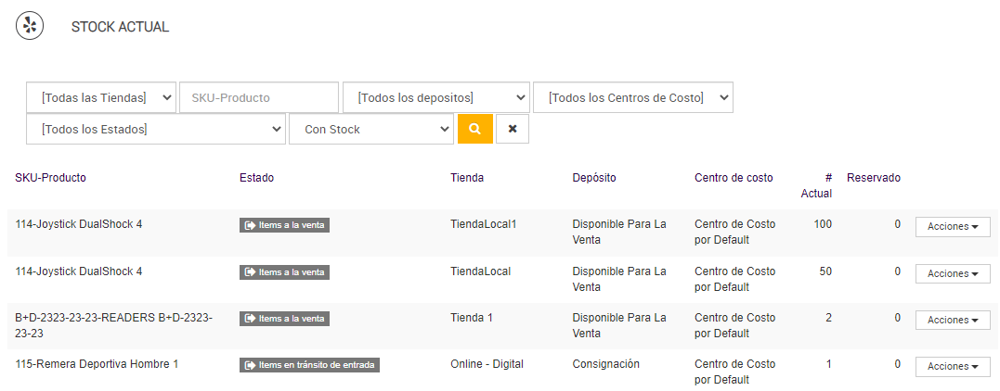 STOCK ACTUAL
[Todas las Tiendas] SKU-Producto [Todos los depositos] [Todos los Centros de Costo]
[Todos los Estados] Con Stock
SKU-Producto Estado Tienda Depósito Centro de costo # Reservado
Actual
114-Joystick DualShock 4 Items a la venta TiendaLocal1 Disponible Para La Centro de Costo 100 0 Acciones
Venta por Default
114-Joystick DualShock 4 Items a la venta TiendaLocal Disponible Para La Centro de Costo 50 0 Acciones
Venta por Default
B+D-2323-23-23-READERS B+D-2323- Items a la venta Tienda 1 Disponible Para La Centro de Costo 2 0 Acciones
23-23 Venta por Default
115-Remera Deportiva Hombre 1 Items en tránsito de entrada Online - Digital Consignación Centro de Costo 1 0 Acciones
por Default